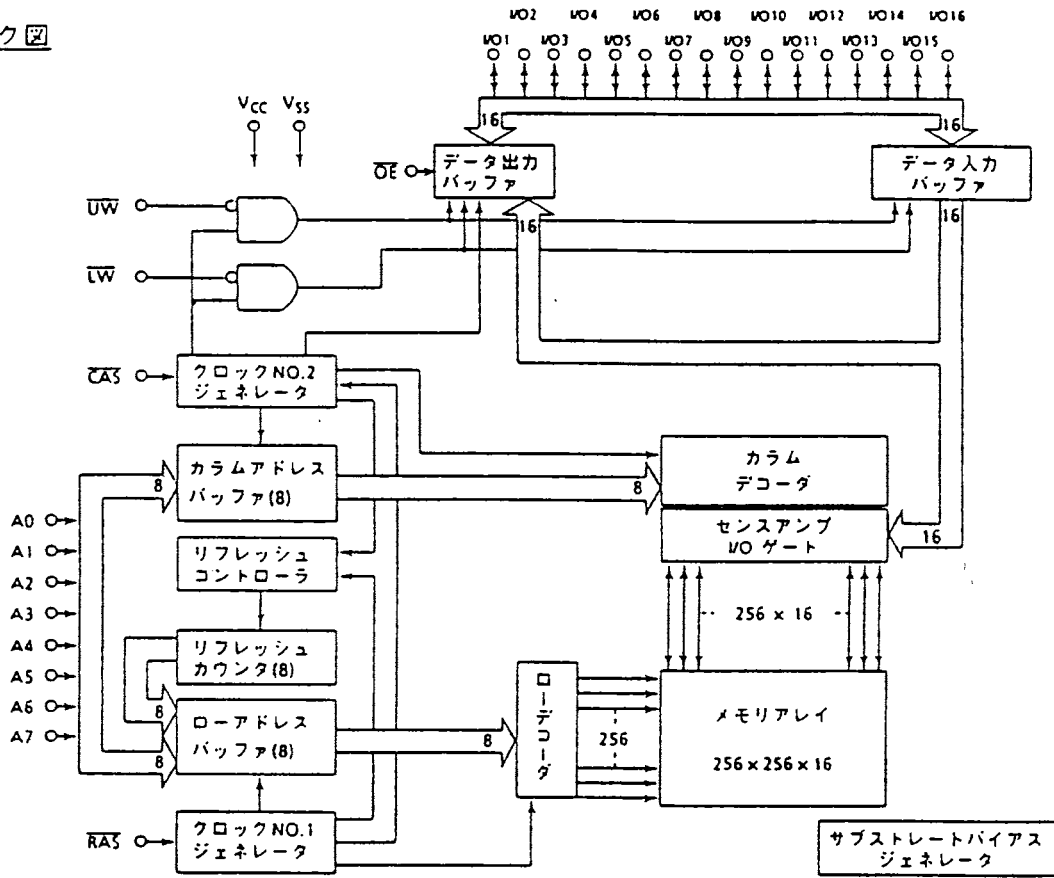 ク図
I/O2 I/O4 I/O6 I/O8 I/O10 I/O12 I/O14 I/O16
I/O1 I/O3 I/O5 I/O7 I/O9 I/O11 I/O13 I/O15
VCC VSS
16
16
OE
データ出力
バッファ
データ入力
バッファ
UW
16
16
LW
CAS
クロックNO.2
ジェネレータ
カラムアドレス
バッファ(8)
8
8
カラム
デコーダ
センスアンプ
I/Oゲート
16
A0
A1
A2
A3
A4
A5
A6
A7
リフレッシュ
コントローラ
256 × 16
リフレッシュ
カウンタ(8)
8
ローアドレス
バッファ(8)
8
8
ローデコーダ
256
メモリアレイ
256×256×16
RAS
クロックNO.1
ジェネレータ
サブストレートバイアス
ジェネレータ